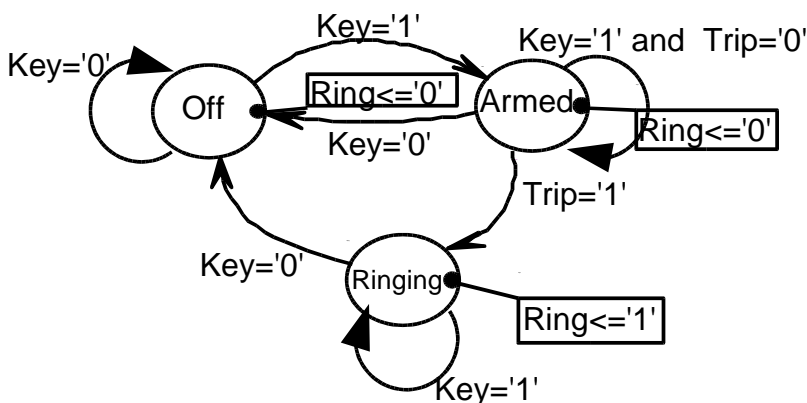 Key='1'
Key='1' and Trip='0'
Key='0'
Ring<='0'
Off
Armed
Ring<='0'
Key='0'
Trip='1'
Key='0'
Ringing
Ring<='1'
Key='1'